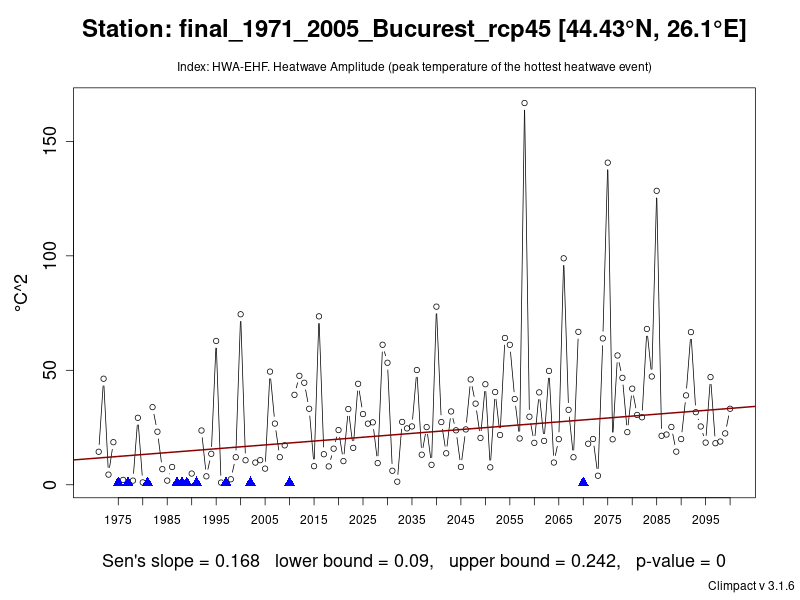 Station: final_1971_2005_Bucurest_rcp45 [44.43°N, 26.1°E]
Index: HWA-EHF. Heatwave Amplitude (peak temperature of the hottest heatwave event)
150
100
50
0
°C^2
1975 1985 1995 2005 2015 2025 2035 2045 2055 2065 2075 2085 2095
Sen's slope = 0.168 lower bound = 0.09, upper bound = 0.242, p-value = 0
Climpact v 3.1.6